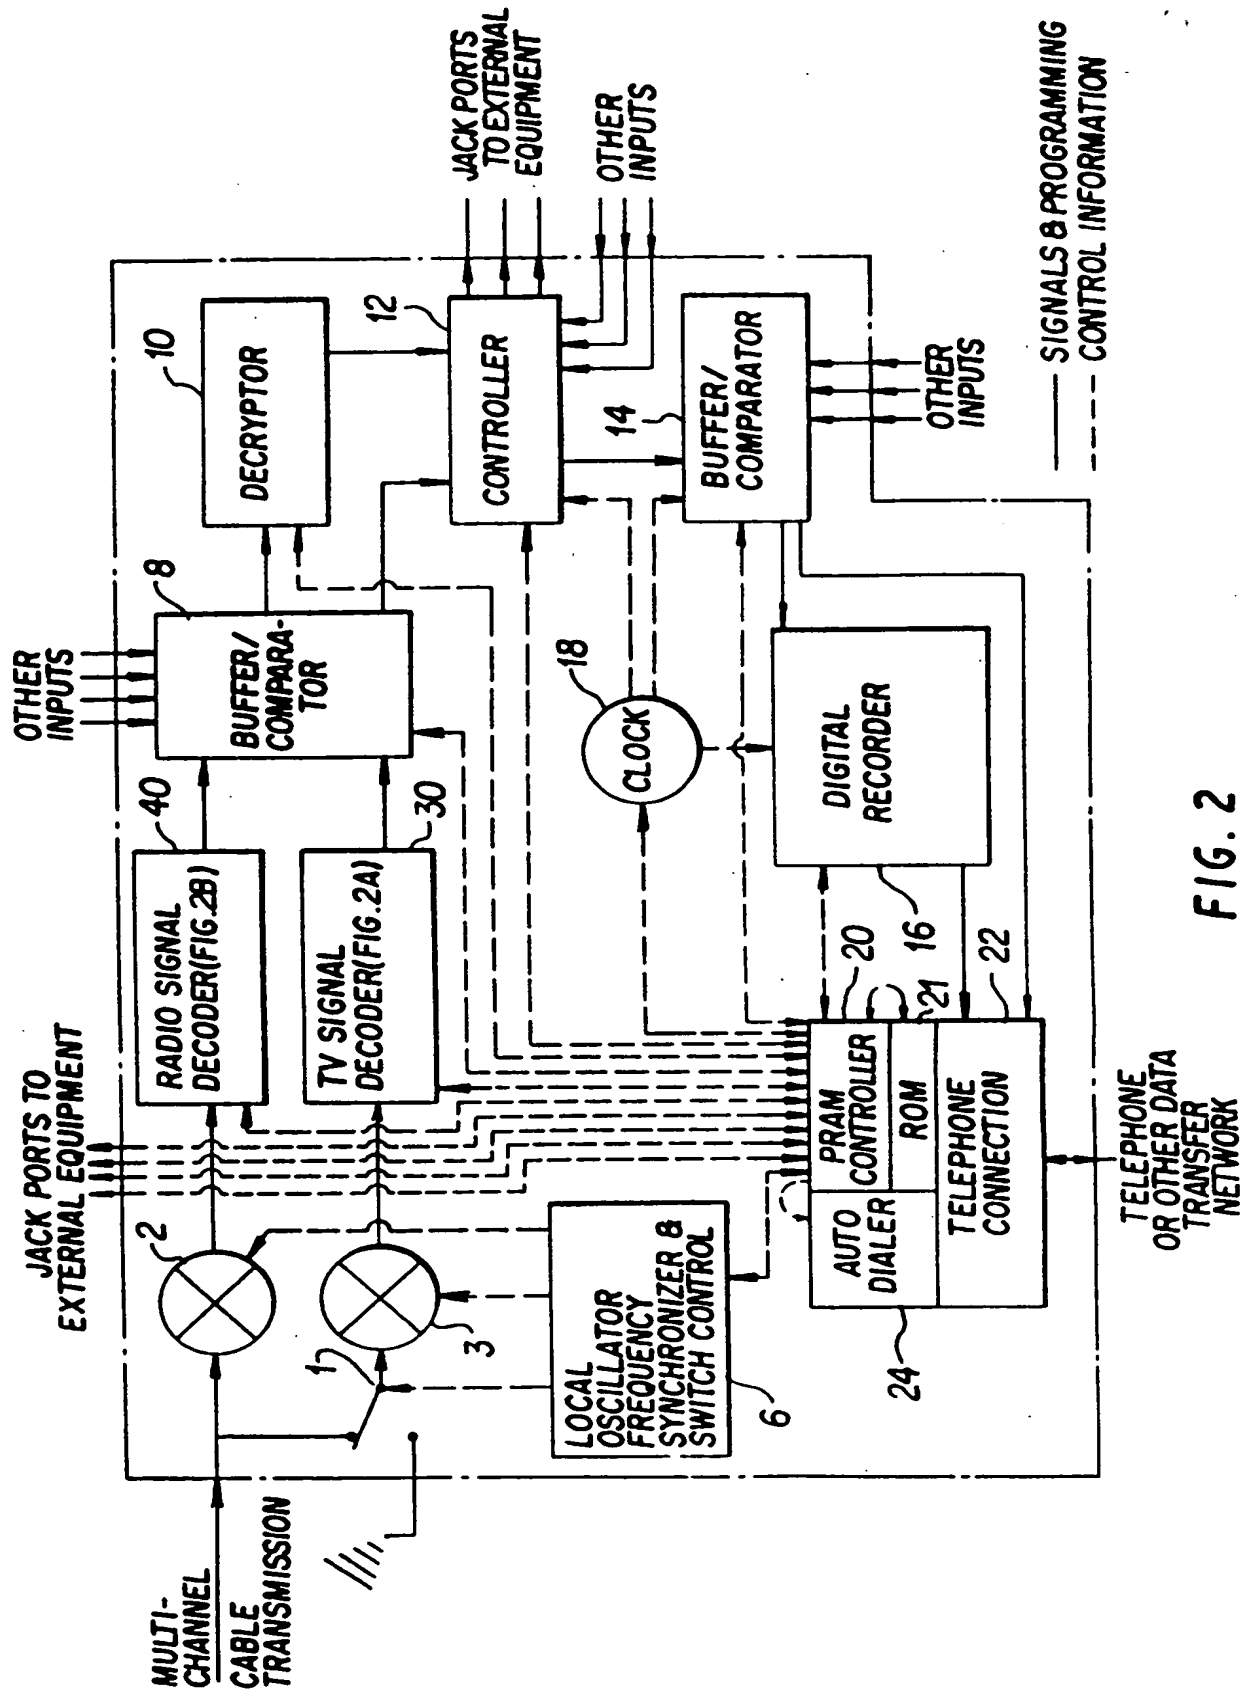 JACK PORTS TO
EXTERNAL EQUIPMENT
OTHER
INPUTS
MULTI-
CHANNEL
CABLE
TRANSMISSION
2
RADIO SIGNAL
DECODER(FIG.2B)
40
8
BUFFER/
COMPARA-
TOR
10
DECRYPTOR
1
3
TV SIGNAL
DECODER(FIG.2A)
30
12
CONTROLLER
JACK PORTS
TO EXTERNAL
EQUIPMENT
OTHER
INPUTS
LOCAL
OSCILLATOR
FREQUENCY
SYNCHRONIZER &
SWITCH CONTROL
6
18
CLOCK
14
BUFFER/
COMPARATOR
OTHER
INPUTS
DIGITAL
RECORDER
16
PRAM
CONTROLLER
20
ROM
21
AUTO
DIALER
24
TELEPHONE
CONNECTION
22
TELEPHONE
OR OTHER DATA
TRANSFER
NETWORK
SIGNALS & PROGRAMMING
CONTROL INFORMATION
FIG. 2